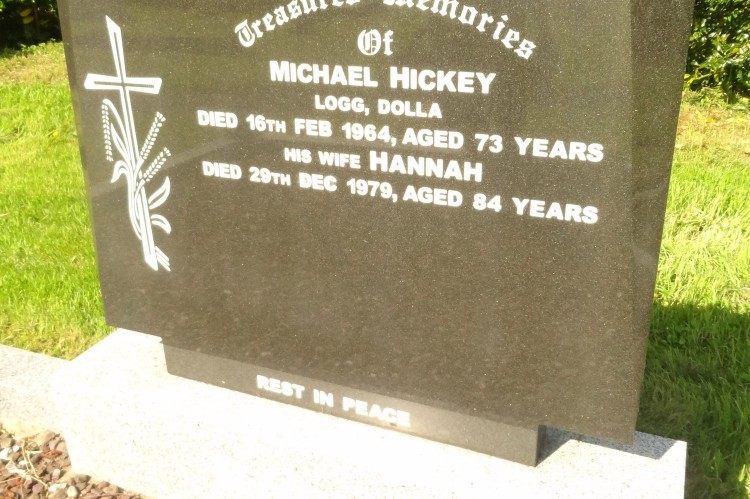 Treasured Memories
Of
MICHAEL HICKEY
LOGG, DOLLA
DIED 16TH FEB 1964, AGED 73 YEARS
HIS WIFE HANNAH
DIED 29TH DEC 1979, AGED 84 YEARS
REST IN PEACE